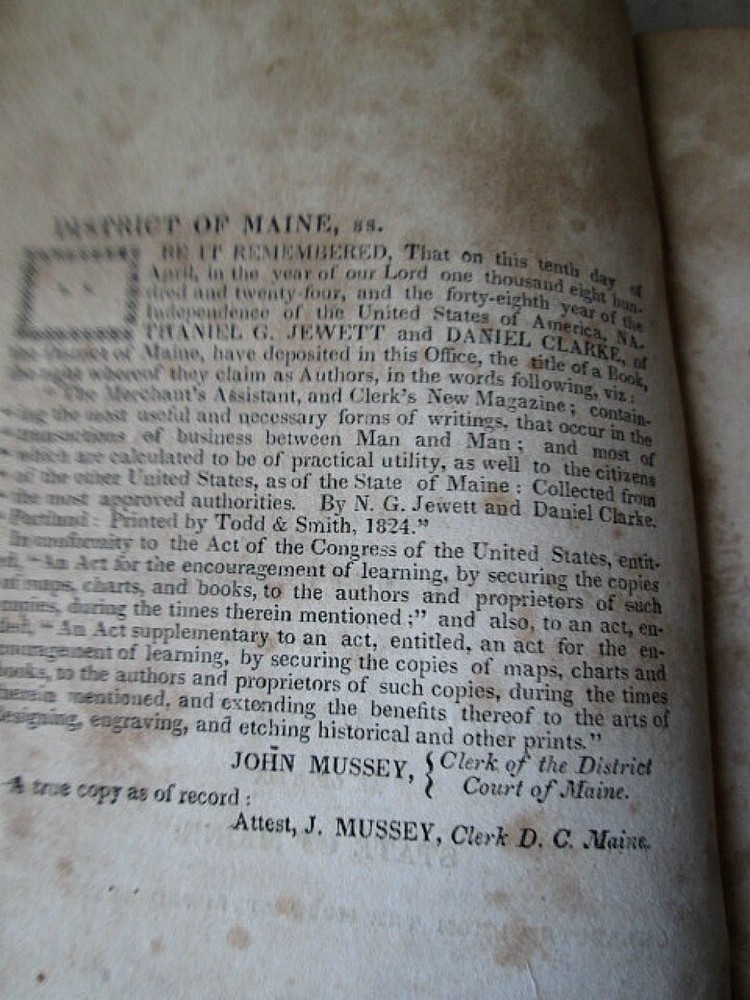 DISTRICT OF MAINE, ss.
BE IT REMEMBERED, That on this tenth day of
April, in the year of our Lord one thousand eight hun-
dred and twenty-four, and the forty-eighth year of the
Independence of the United States of America, NA-
THANIEL G. JEWETT and DANIEL CLARKE, of
the District of Maine, have deposited in this Office, the title of a Book,
the right whereof they claim as Authors, in the words following, viz:
"The Merchant's Assistant, and Clerk's New Magazine; contain-
ing the most useful and necessary forms of writings, that occur in the
transactions of business between Man and Man; and most of
which are calculated to be of practical utility, as well to the citizens
of the other United States, as of the State of Maine: Collected from
the most approved authorities. By N. G. Jewett and Daniel Clarke.
Portland: Printed by Todd & Smith, 1824."
In conformity to the Act of the Congress of the United States, entit-
ed, "An Act for the encouragement of learning, by securing the copies
of maps, charts, and books, to the authors and proprietors of such
copies, during the times therein mentioned;" and also, to an act, en-
titled, "An Act supplementary to an act, entitled, an act for the en-
couragement of learning, by securing the copies of maps, charts and
books, to the authors and proprietors of such copies, during the times
therein mentioned, and extending the benefits thereof to the arts of
designing, engraving, and etching historical and other prints."
JOHN MUSSEY, { Clerk of the District
Court of Maine.
A true copy as of record:
Attest, J. MUSSEY, Clerk D. C. Maine.